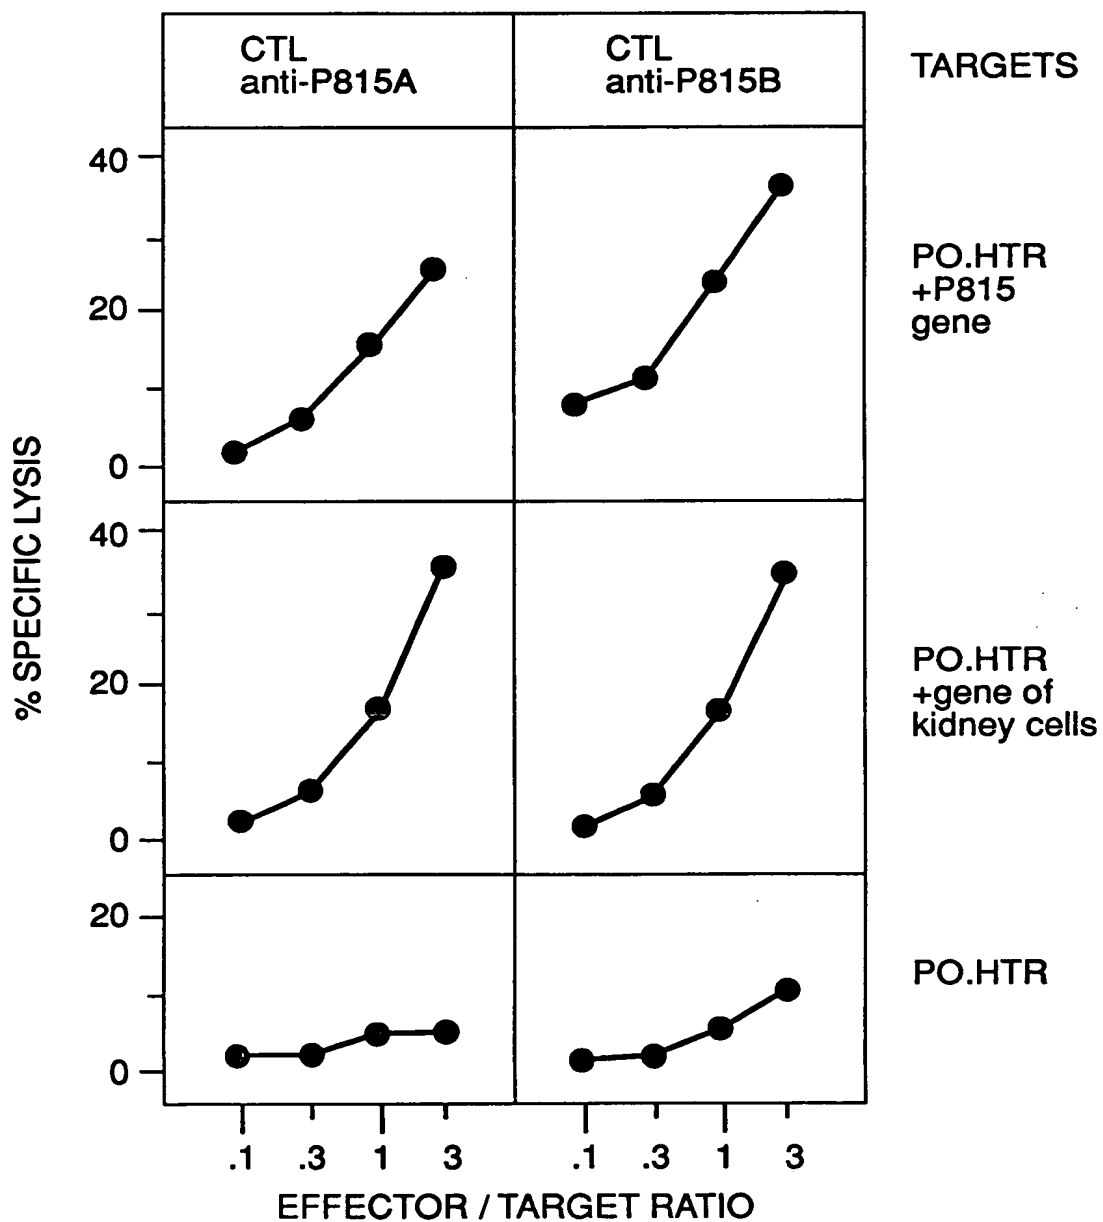 CTL
anti-P815A
CTL
anti-P815B
TARGETS
40
20
0
PO.HTR
+P815
gene
% SPECIFIC LYSIS
40
20
0
PO.HTR
+gene of
kidney cells
20
0
PO.HTR
.1 .3 1 3 .1 .3 1 3
EFFECTOR / TARGET RATIO